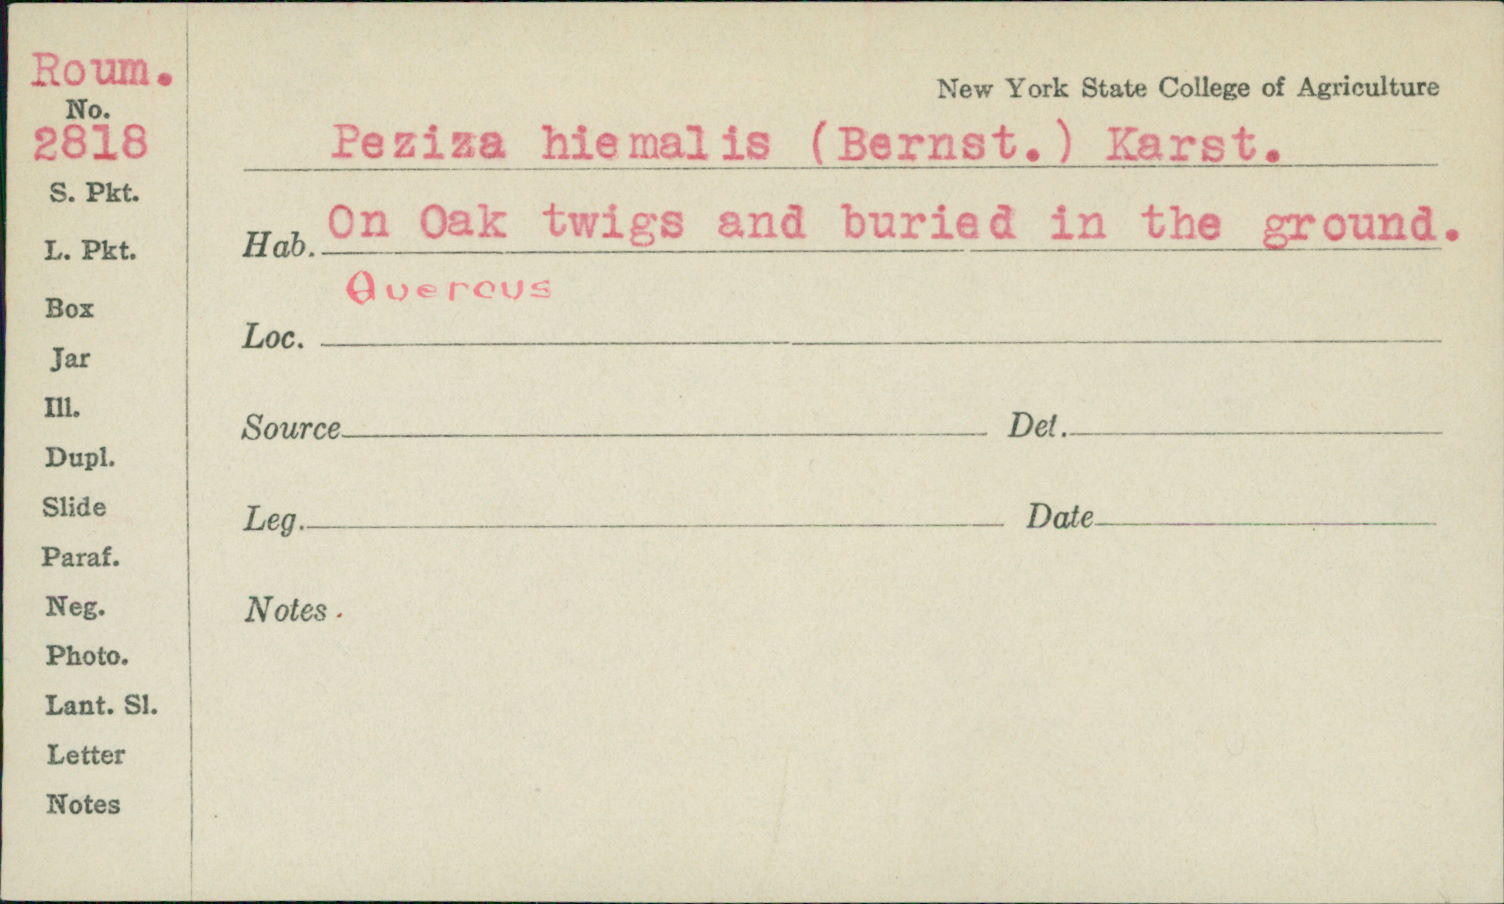 Roum.
No.
2818
S. Pkt.
L. Pkt.
Box
Jar
Ill.
Dupl.
Slide
Paraf.
Neg.
Photo.
Lant. Sl.
Letter
Notes
New York State College of Agriculture
Peziza hiemalis (Bernst.) Karst.
Hab. On Oak twigs and buried in the ground.
Quercus
Loc.
Source Det.
Leg. Date
Notes.